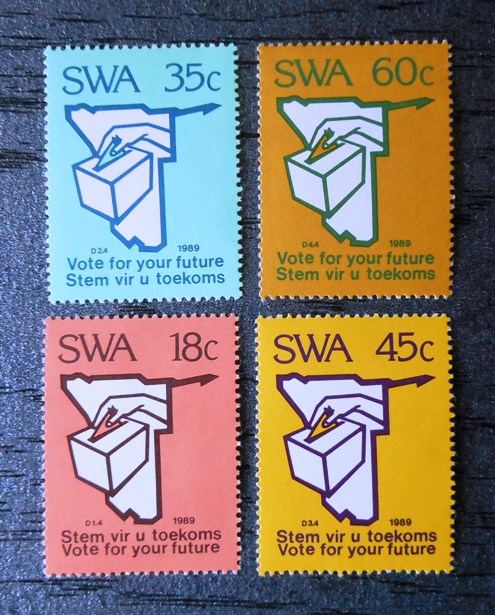 SWA 35c
D2,4 1989
Vote for your future
Stem vir u toekoms
SWA 60c
D4.4 1989
Vote for your future
Stem vir u toekoms
SWA 18c
D1.4 1989
Stem vir u toekoms
Vote for your future
SWA 45c
D3.4 1989
Stem vir u toekoms
Vote for your future